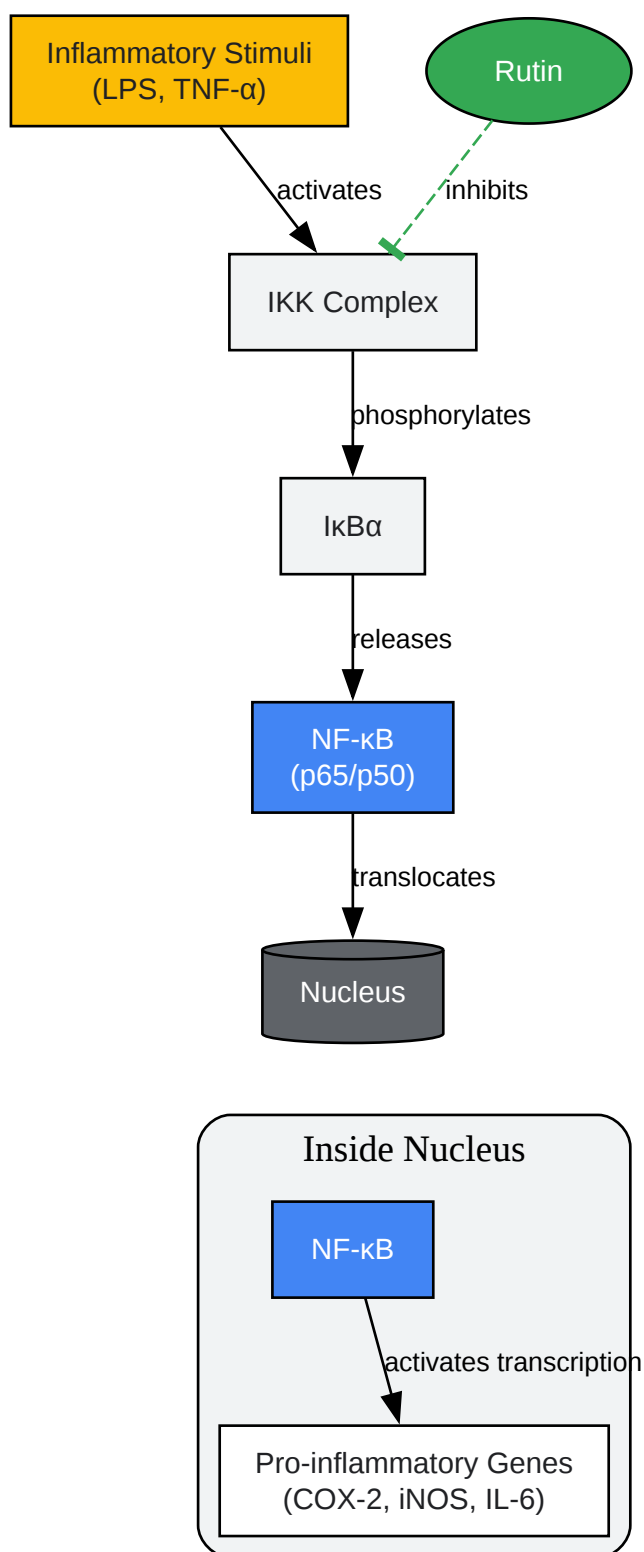 Inflammatory Stimuli
(LPS, TNF-α)
Rutin
activates
inhibits
IKK Complex
phosphorylates
IκBα
releases
NF-κB
(p65/p50)
translocates
Nucleus
Inside Nucleus
NF-κB
activates transcription
Pro-inflammatory Genes
(COX-2, iNOS, IL-6)